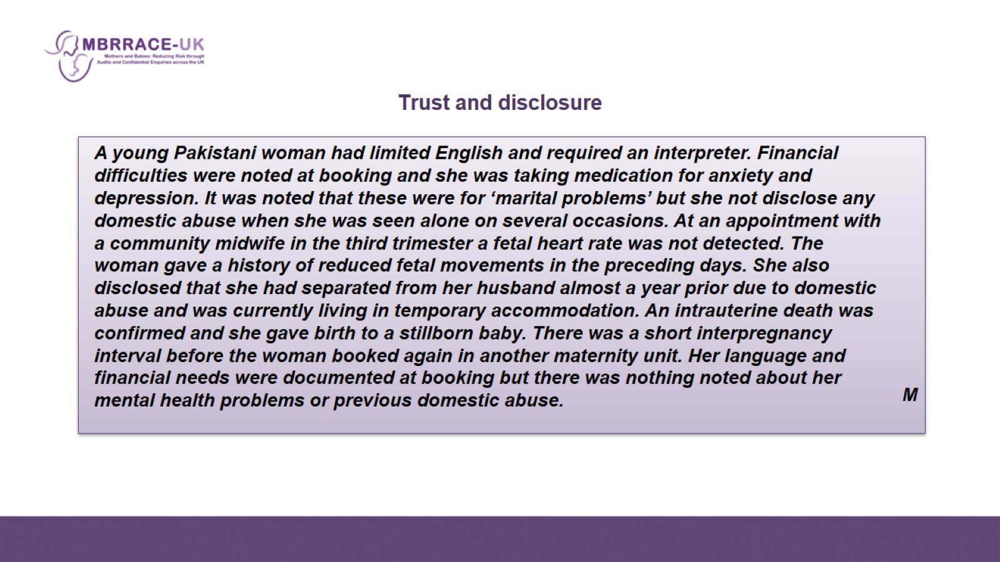 MBRRACE-UK
Mothers and Babies: Reducing Risk through
Audits and Confidential Enquiries across the UK
Trust and disclosure
A young Pakistani woman had limited English and required an interpreter. Financial
difficulties were noted at booking and she was taking medication for anxiety and
depression. It was noted that these were for ‘marital problems’ but she not disclose any
domestic abuse when she was seen alone on several occasions. At an appointment with
a community midwife in the third trimester a fetal heart rate was not detected. The
woman gave a history of reduced fetal movements in the preceding days. She also
disclosed that she had separated from her husband almost a year prior due to domestic
abuse and was currently living in temporary accommodation. An intrauterine death was
confirmed and she gave birth to a stillborn baby. There was a short interpregnancy
interval before the woman booked again in another maternity unit. Her language and
financial needs were documented at booking but there was nothing noted about her
mental health problems or previous domestic abuse.
M